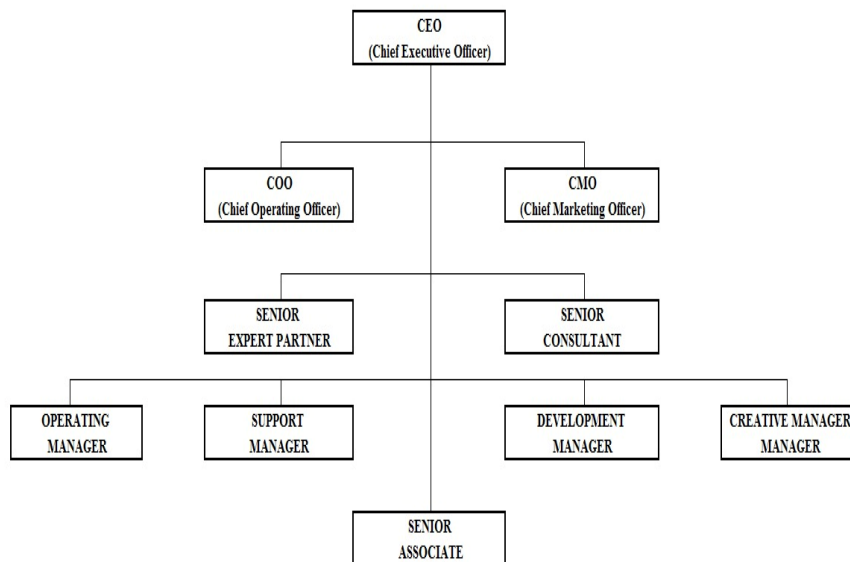 CEO
(Chief Executive Officer)
COO
(Chief Operating Officer)
CMO
(Chief Marketing Officer)
SENIOR
EXPERT PARTNER
SENIOR
CONSULTANT
OPERATING
MANAGER
SUPPORT
MANAGER
DEVELOPMENT
MANAGER
CREATIVE MANAGER
MANAGER
SENIOR
ASSOCIATE